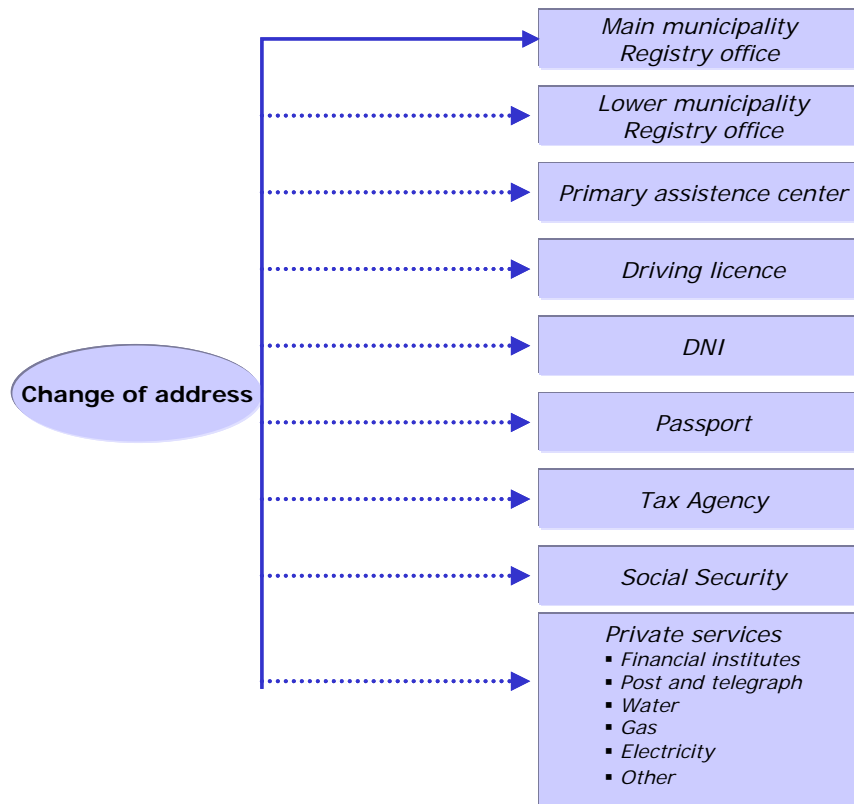 Main municipality
Registry office
Lower municipality
Registry office
Primary assistence center
Driving licence
DNI
Change of address
Passport
Tax Agency
Social Security
Private services
▪ Financial institutes
▪ Post and telegraph
▪ Water
▪ Gas
▪ Electricity
▪ Other